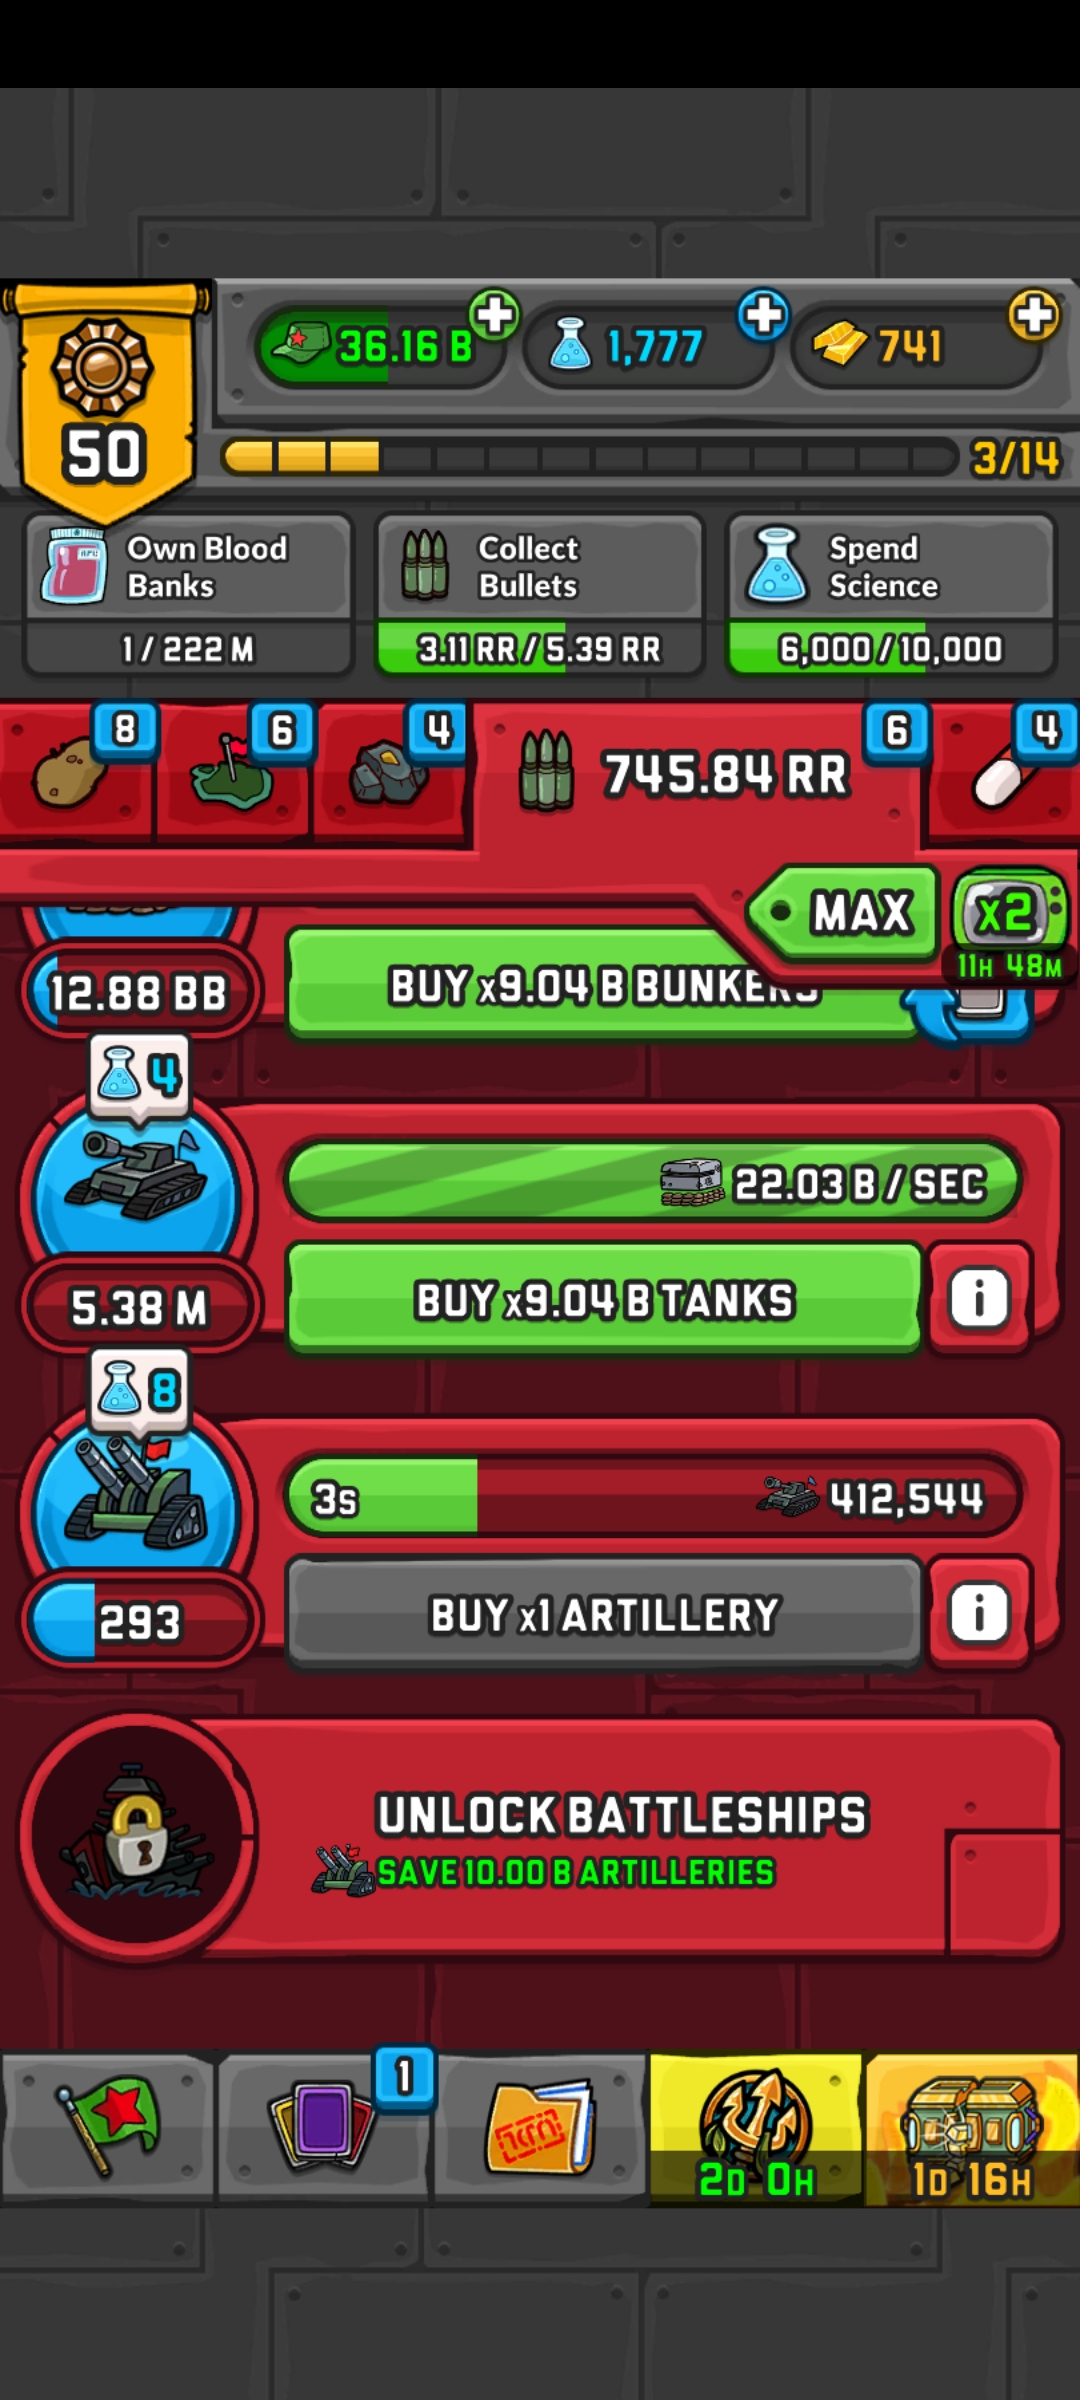 36.16 B
1,777
741
50
3/14
Own Blood Banks
1 / 222 M
Collect Bullets
3.11 RR / 5.39 RR
Spend Science
6,000 / 10,000
8
6
4
745.84 RR
6
4
MAX
x2
11H 48M
12.88 BB
BUY x9.04 B BUNKERS
4
22.03 B / SEC
5.38 M
BUY x9.04 B TANKS
i
8
3s
412,544
293
BUY x1 ARTILLERY
i
UNLOCK BATTLESHIPS
SAVE 10.00 B ARTILLERIES
1
2D 0H
1D 16H